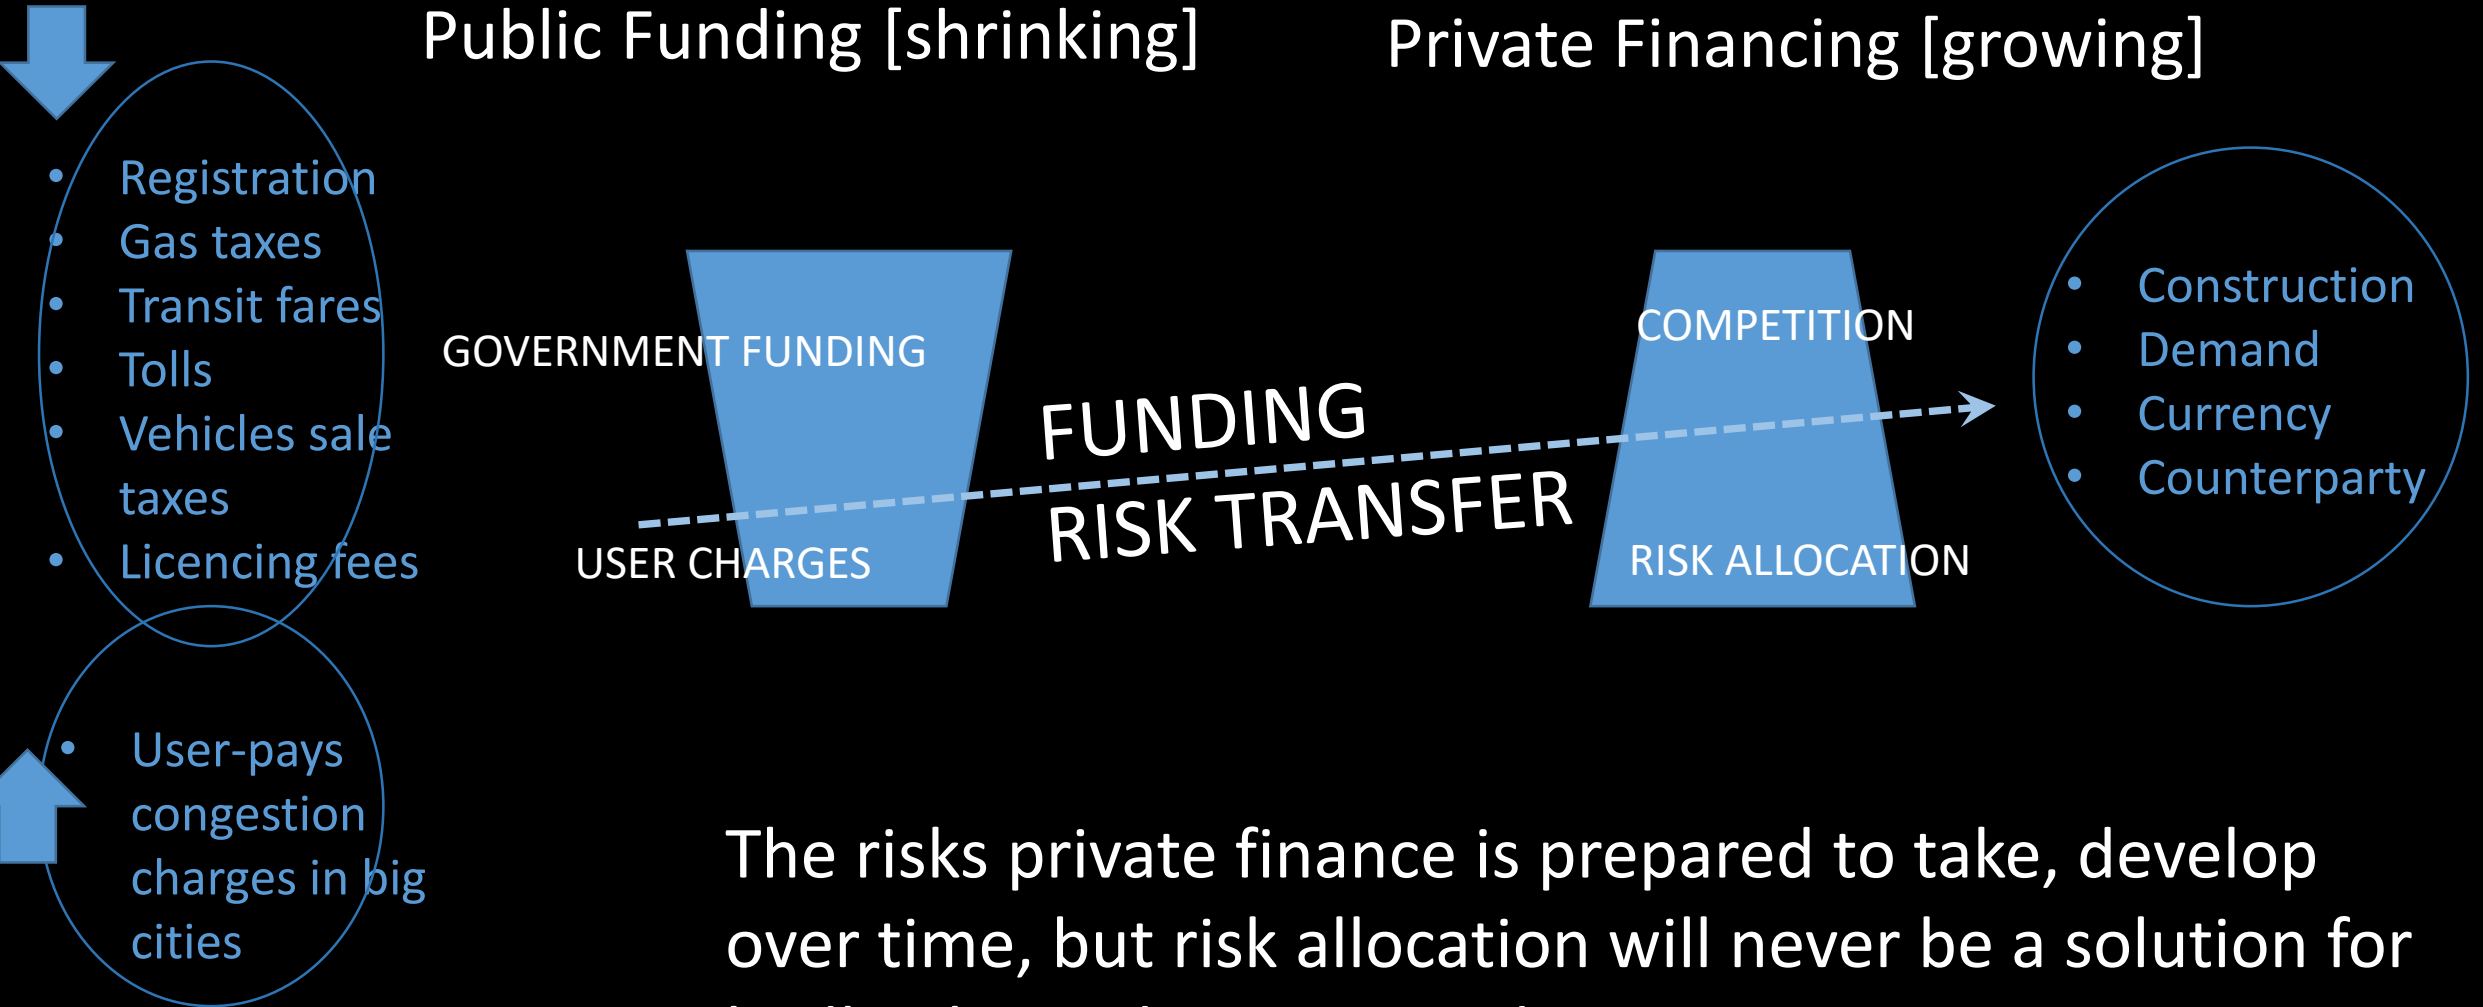 Public Funding [shrinking]
Private Financing [growing]
• Registration
• Gas taxes
• Transit fares
• Tolls
• Vehicles sale
taxes
• Licencing fees
GOVERNMENT FUNDING
USER CHARGES
FUNDING
RISK TRANSFER
COMPETITION
RISK ALLOCATION
• Construction
• Demand
• Currency
• Counterparty
• User-pays
congestion
charges in big
cities
The risks private finance is prepared to take, develop
over time, but risk allocation will never be a solution for